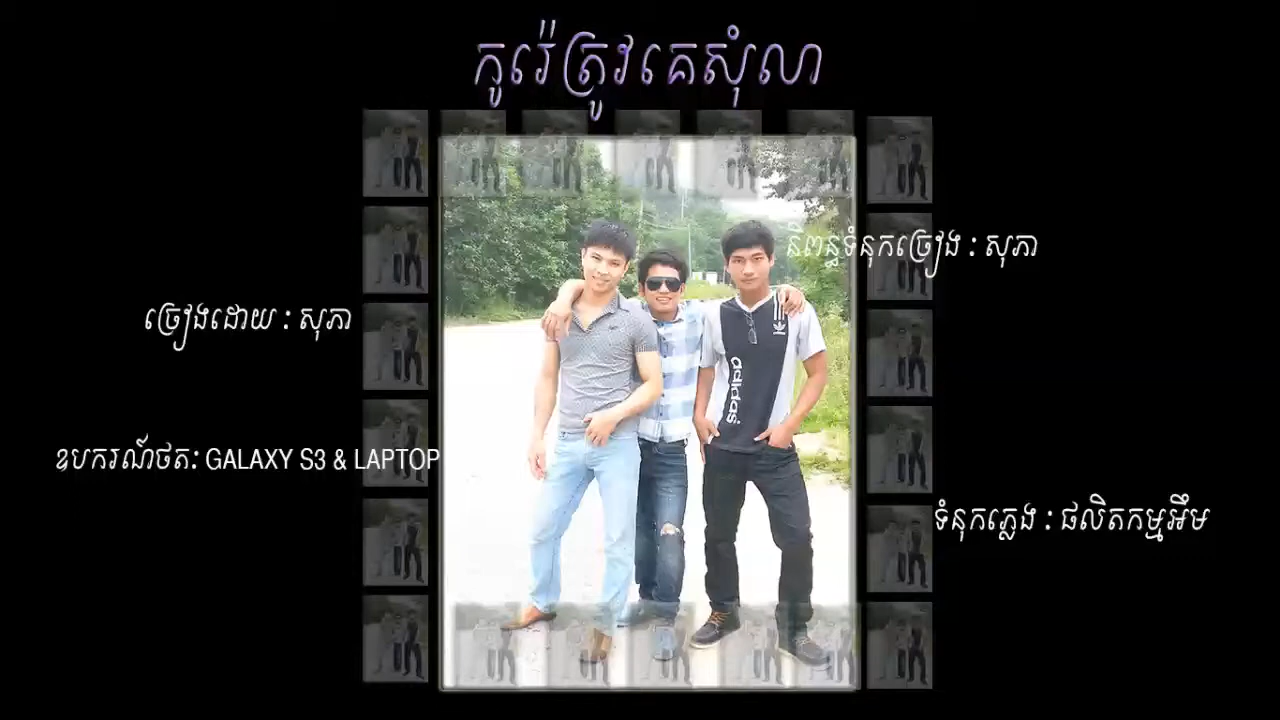 កូរ៉េត្រូវគេសុំលា
និពន្ធទំនុកច្រៀង : សុភា
ច្រៀងដោយ : សុភា
adidas
ឧបករណ៍ថត: GALAXY S3 & LAPTOP
ទំនុកភ្លេង : ផលិតកម្មអឹម